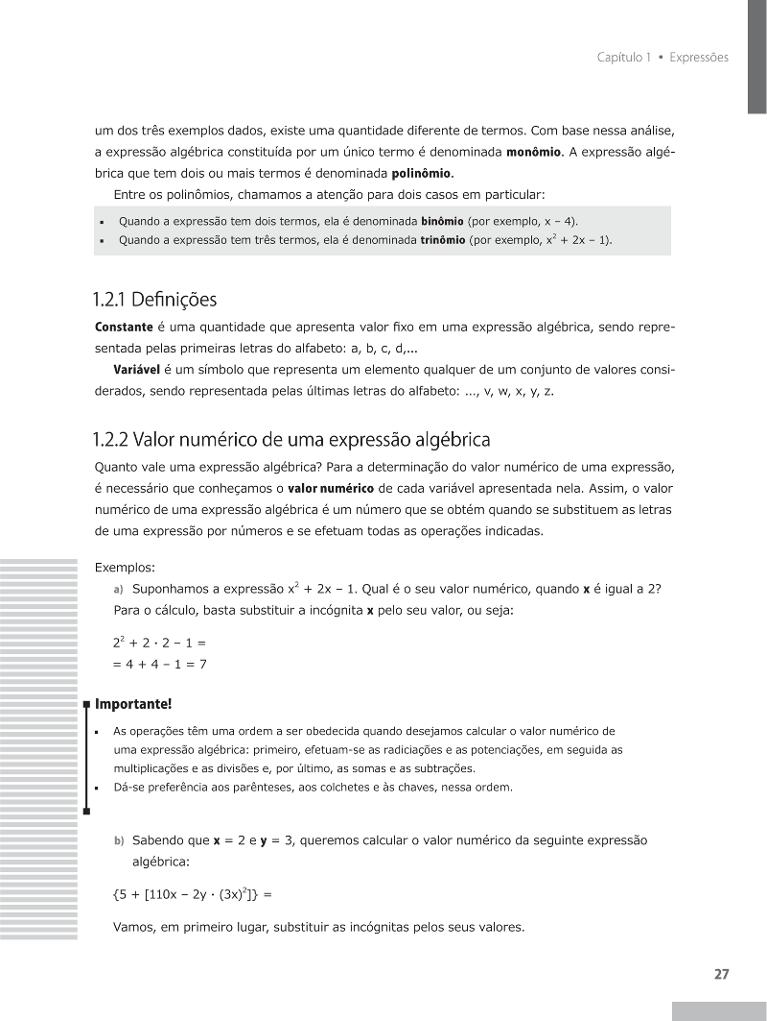 Capítulo 1 • Expressões
um dos três exemplos dados, existe uma quantidade diferente de termos. Com base nessa análise,
a expressão algébrica constituída por um único termo é denominada monômio. A expressão algé-
brica que tem dois ou mais termos é denominada polinômio.
Entre os polinômios, chamamos a atenção para dois casos em particular:
▪ Quando a expressão tem dois termos, ela é denominada binômio (por exemplo, x – 4).
▪ Quando a expressão tem três termos, ela é denominada trinômio (por exemplo, x² + 2x – 1).
1.2.1 Definições
Constante é uma quantidade que apresenta valor fixo em uma expressão algébrica, sendo repre-
sentada pelas primeiras letras do alfabeto: a, b, c, d,...
Variável é um símbolo que representa um elemento qualquer de um conjunto de valores consi-
derados, sendo representada pelas últimas letras do alfabeto: ..., v, w, x, y, z.
1.2.2 Valor numérico de uma expressão algébrica
Quanto vale uma expressão algébrica? Para a determinação do valor numérico de uma expressão,
é necessário que conheçamos o valor numérico de cada variável apresentada nela. Assim, o valor
numérico de uma expressão algébrica é um número que se obtém quando se substituem as letras
de uma expressão por números e se efetuam todas as operações indicadas.
Exemplos:
a) Suponhamos a expressão x² + 2x – 1. Qual é o seu valor numérico, quando x é igual a 2?
Para o cálculo, basta substituir a incógnita x pelo seu valor, ou seja:
2² + 2 · 2 – 1 =
= 4 + 4 – 1 = 7
Importante!
▪ As operações têm uma ordem a ser obedecida quando desejamos calcular o valor numérico de
uma expressão algébrica: primeiro, efetuam-se as radiciações e as potenciações, em seguida as
multiplicações e as divisões e, por último, as somas e as subtrações.
▪ Dá-se preferência aos parênteses, aos colchetes e às chaves, nessa ordem.
b) Sabendo que x = 2 e y = 3, queremos calcular o valor numérico da seguinte expressão
algébrica:
{5 + [110x – 2y · (3x)²]} =
Vamos, em primeiro lugar, substituir as incógnitas pelos seus valores.
27